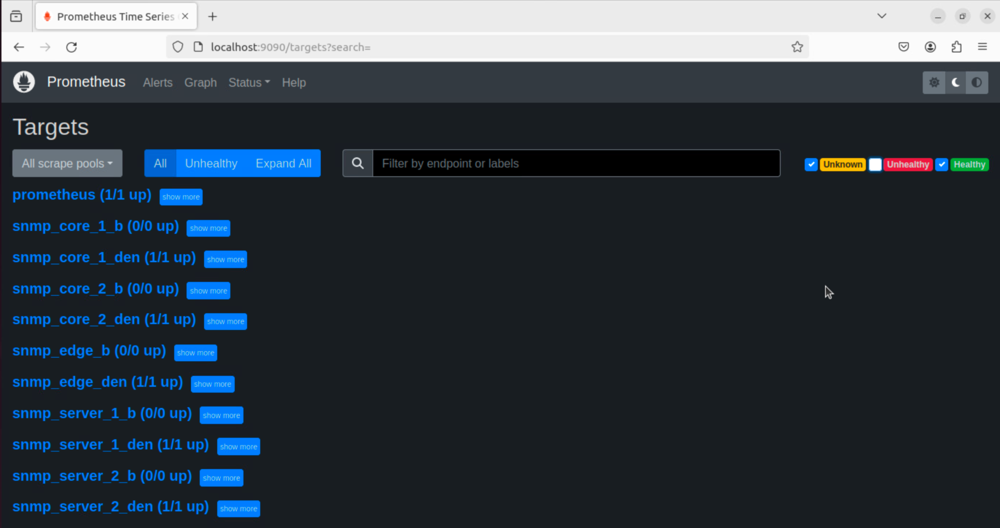 Prometheus Time Series
localhost:9090/targets?search=
Prometheus Alerts Graph Status Help
Targets
All scrape pools All Unhealthy Expand All Filter by endpoint or labels Unknown Unhealthy Healthy
prometheus (1/1 up) show more
snmp_core_1_b (0/0 up) show more
snmp_core_1_den (1/1 up) show more
snmp_core_2_b (0/0 up) show more
snmp_core_2_den (1/1 up) show more
snmp_edge_b (0/0 up) show more
snmp_edge_den (1/1 up) show more
snmp_server_1_b (0/0 up) show more
snmp_server_1_den (1/1 up) show more
snmp_server_2_b (0/0 up) show more
snmp_server_2_den (1/1 up) show more